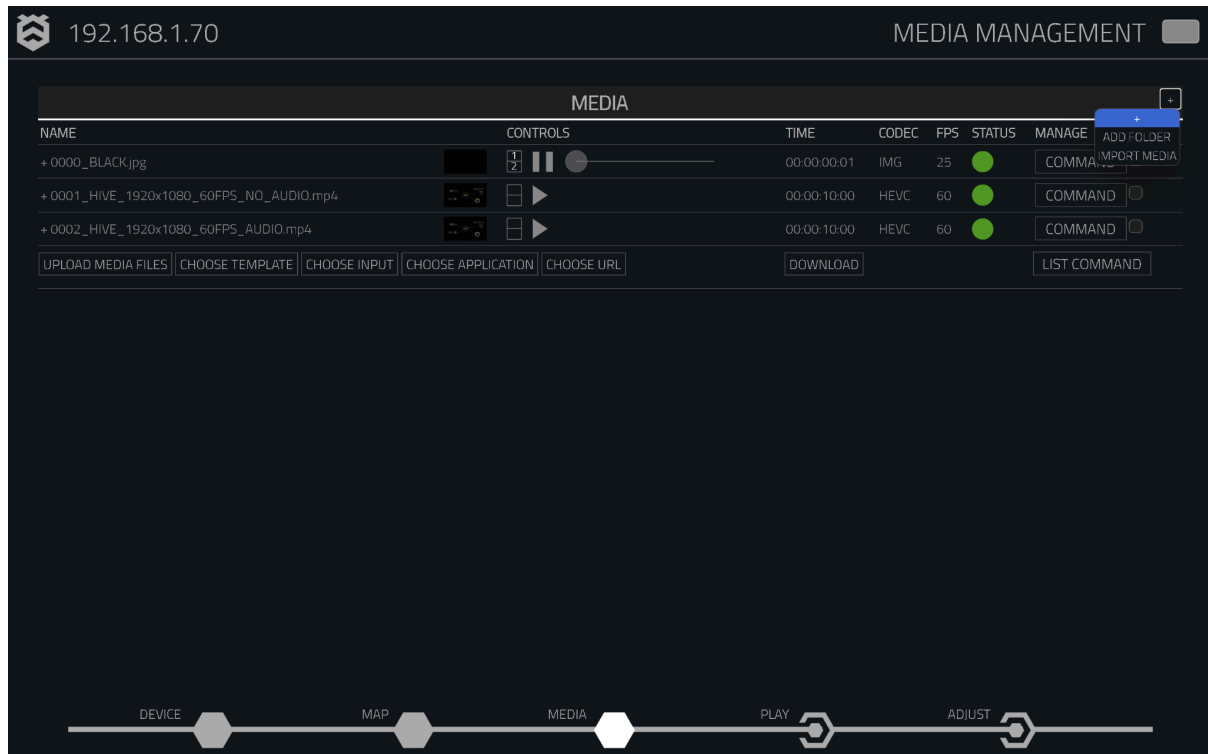 192.168.1.70 MEDIA MANAGEMENT
MEDIA +
+
NAME CONTROLS TIME CODEC FPS STATUS MANAGE ADD FOLDER
IMPORT MEDIA
+ 0000_BLACK.jpg 1 2 00:00:00:01 IMG 25
+ 0001_HIVE_1920x1080_60FPS_NO_AUDIO.mp4 00:00:10:00 HEVC 60 COMMAND
+ 0002_HIVE_1920x1080_60FPS_AUDIO.mp4 00:00:10:00 HEVC 60 COMMAND
UPLOAD MEDIA FILES CHOOSE TEMPLATE CHOOSE INPUT CHOOSE APPLICATION CHOOSE URL DOWNLOAD LIST COMMAND
DEVICE MAP MEDIA PLAY ADJUST